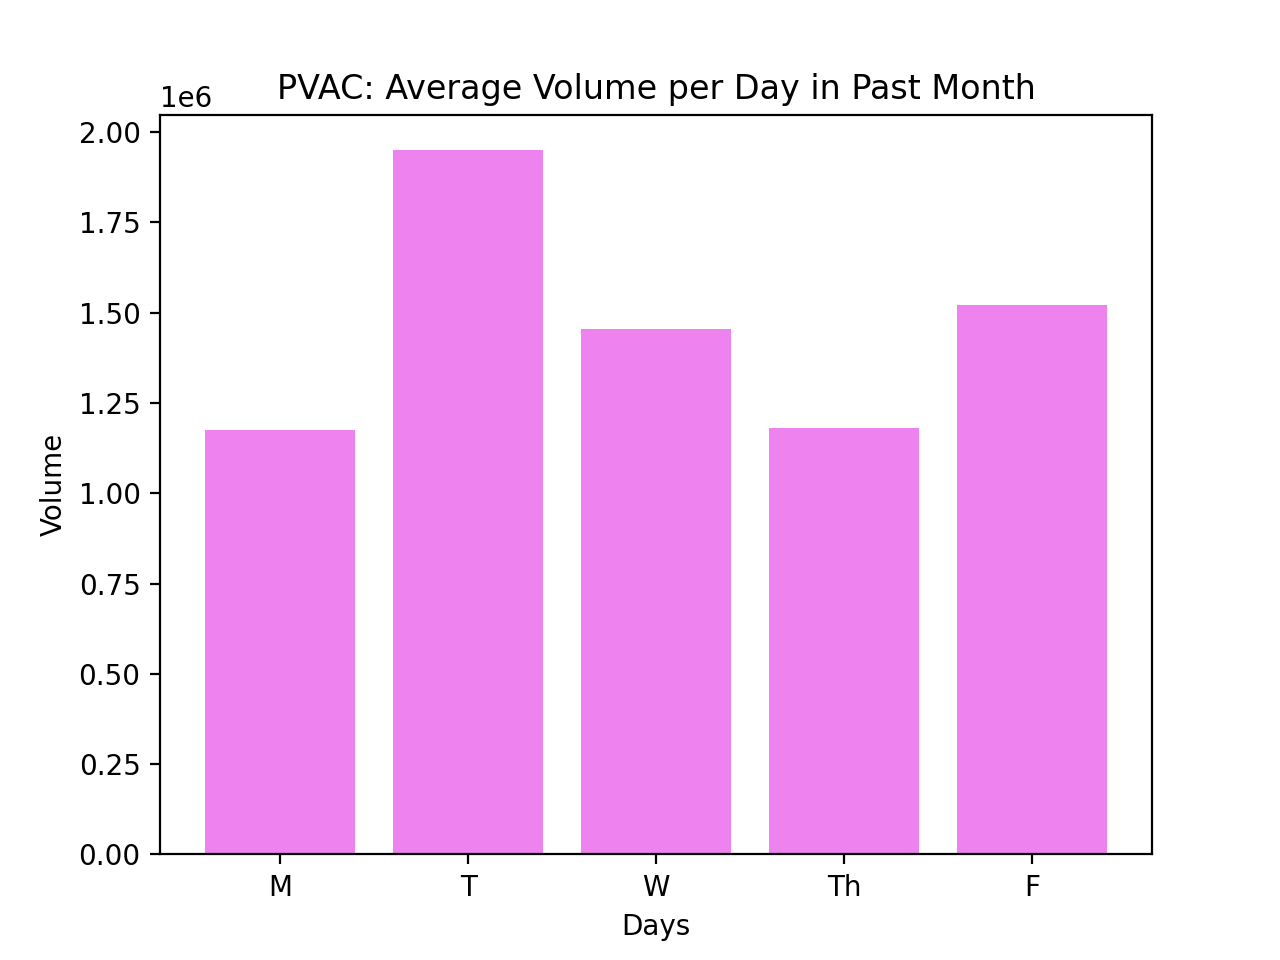 PVAC: Average Volume per Day in Past Month
1e6
2.00
1.75
1.50
1.25
1.00
0.75
0.50
0.25
0.00
Volume
M T W Th F
Days